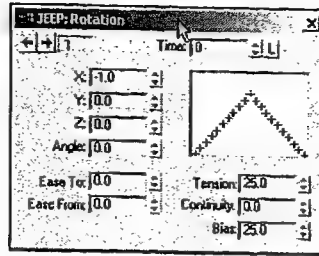 JEEP: Rotation
1 Time: 0 L
X: -1.0
Y: 0.0
Z: 0.0
Angle: 0.0
Ease To: 0.0 Tension: 25.0
Ease From: 0.0 Continuity: 0.0
Bias: 25.0